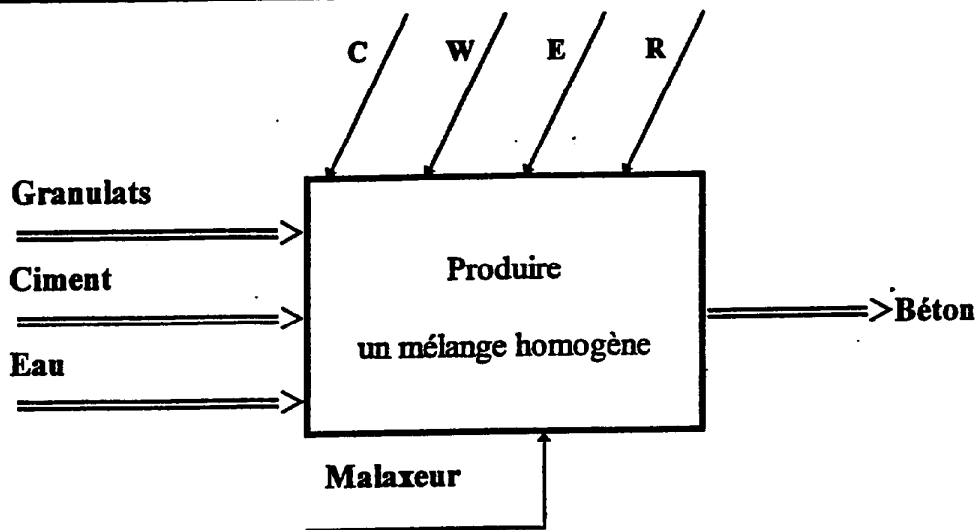 C W E R
Granulats
Ciment
Eau
Produire
un mélange homogène
Béton
Malaxeur